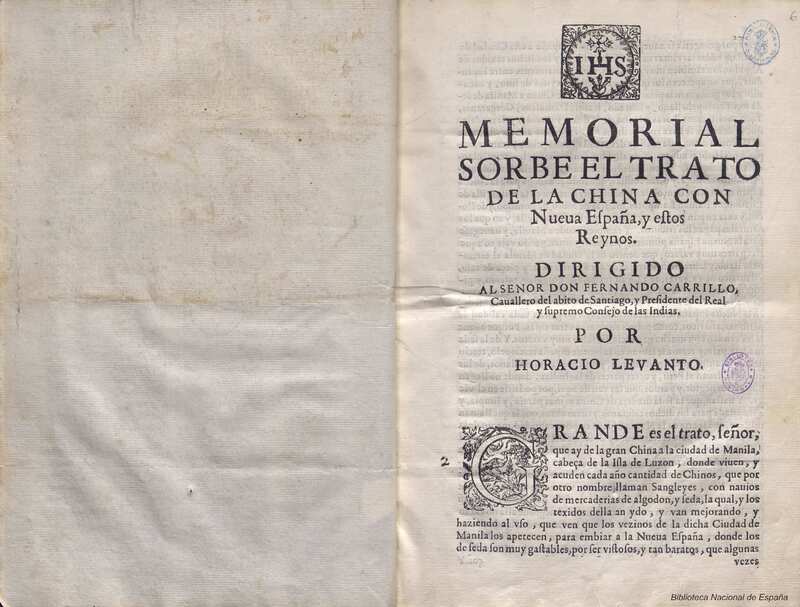 6
IHS
MEMORIAL
SORBE EL TRATO
DE LA CHINA CON
Nueua España, y estos
Reynos.
DIRIGIDO
AL SENOR DON FERNANDO CARRILLO,
Cauallero del abito de Santiago, y Presidente del Real
y supremo Consejo de las Indias.
POR
HORACIO LEVANTO.
2
GRANDE es el trato, señor,
que ay de la gran China a la ciudad de Manila,
cabeça de la Isla de Luzon, donde viuen, y
acuden cada año cantidad de Chinos, que por
otro nombre llaman Sangleyes, con nauios
de mercaderias de algodon, y seda, la qual, y los
texidos della an ydo, y van mejorando, y
haziendo al vso, que ven que los vezinos de la dicha Ciudad de
Manila los apetecen, para embiar a la Nueua España, donde los
de seda son muy gastables, por ser vistosos, y tan baratos, que algunas
vezes
Biblioteca Nacional de España